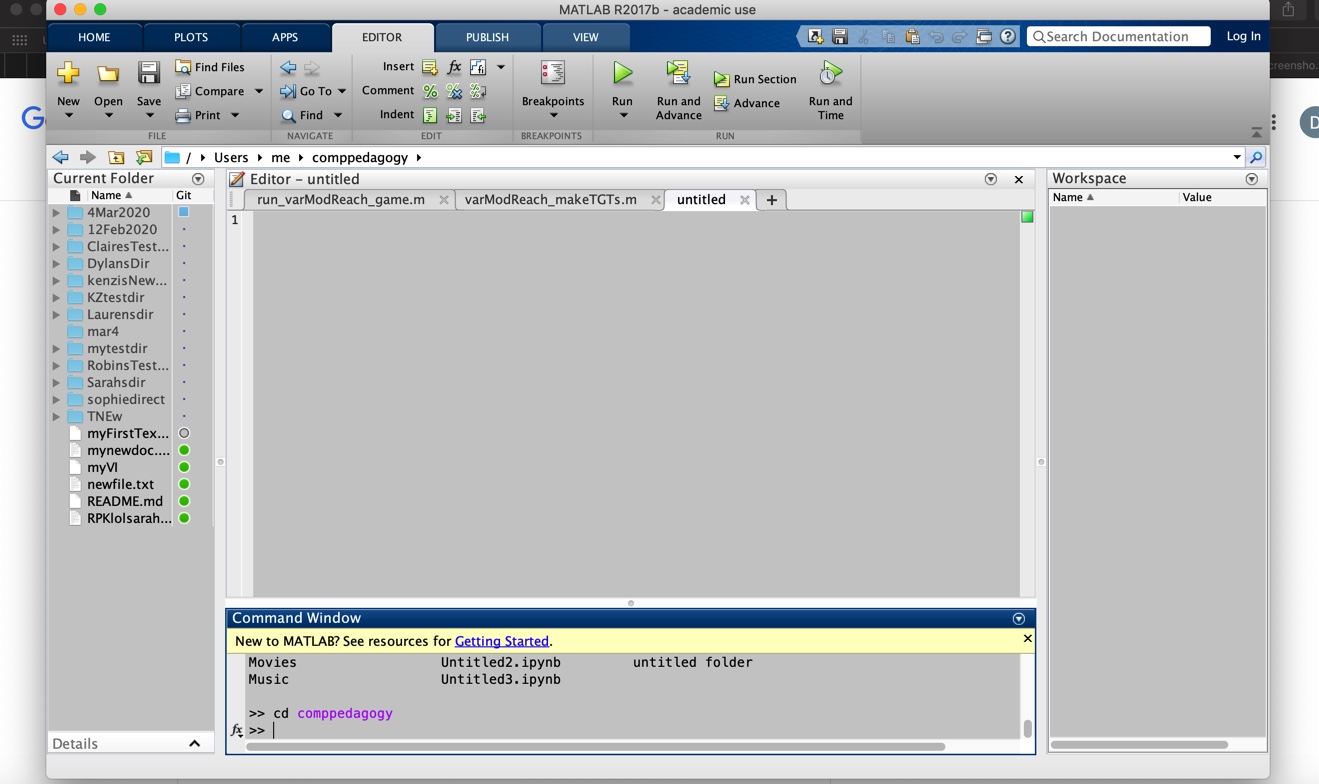 MATLAB R2017b - academic use
HOME PLOTS APPS EDITOR PUBLISH VIEW
Search Documentation Log In
Find Files Insert fx
New Open Save Compare Go To Comment Breakpoints Run Run and Advance Run Section Run and Time
Print Find Indent Advance
FILE NAVIGATE EDIT BREAKPOINTS RUN
/ Users me comppedagogy
Current Folder
Name Git
4Mar2020
12Feb2020
ClairesTest...
DylansDir
kenzisNew...
KZtestdir
Laurensdir
mar4
mytestdir
RobinsTest...
Sarahsdir
sophiedirect
TNEw
myFirstTex...
mynewdoc....
myVI
newfile.txt
README.md
RPKlolsarah...
Details
Editor - untitled
run_varModReach_game.m varModReach_makeTGTs.m untitled +
1
Command Window
New to MATLAB? See resources for Getting Started.
Movies Untitled2.ipynb untitled folder
Music Untitled3.ipynb
>> cd comppedagogy
fx >>
Workspace
Name Value
G
creensho.
D